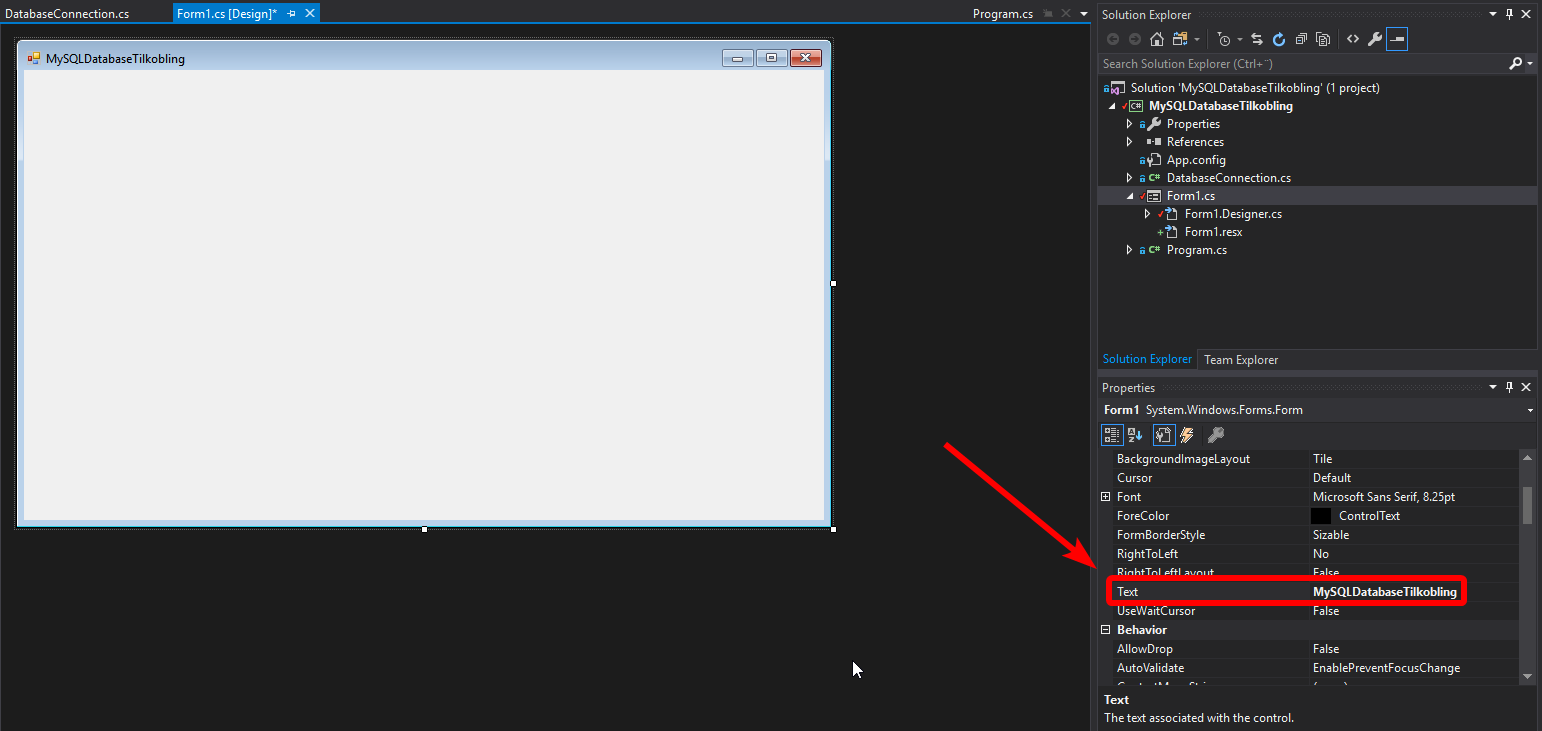 DatabaseConnection.cs
Form1.cs [Design]*
Program.cs
MySQLDatabaseTilkobling
Solution Explorer
Search Solution Explorer (Ctrl+¨)
Solution 'MySQLDatabaseTilkobling' (1 project)
C# MySQLDatabaseTilkobling
Properties
References
App.config
C# DatabaseConnection.cs
Form1.cs
Form1.Designer.cs
Form1.resx
C# Program.cs
Solution Explorer Team Explorer
Properties
Form1 System.Windows.Forms.Form
BackgroundImageLayout Tile
Cursor Default
Font Microsoft Sans Serif, 8.25pt
ForeColor ControlText
FormBorderStyle Sizable
RightToLeft No
RightToLeftLayout False
Text MySQLDatabaseTilkobling
UseWaitCursor False
Behavior
AllowDrop False
AutoValidate EnablePreventFocusChange
Text
The text associated with the control.